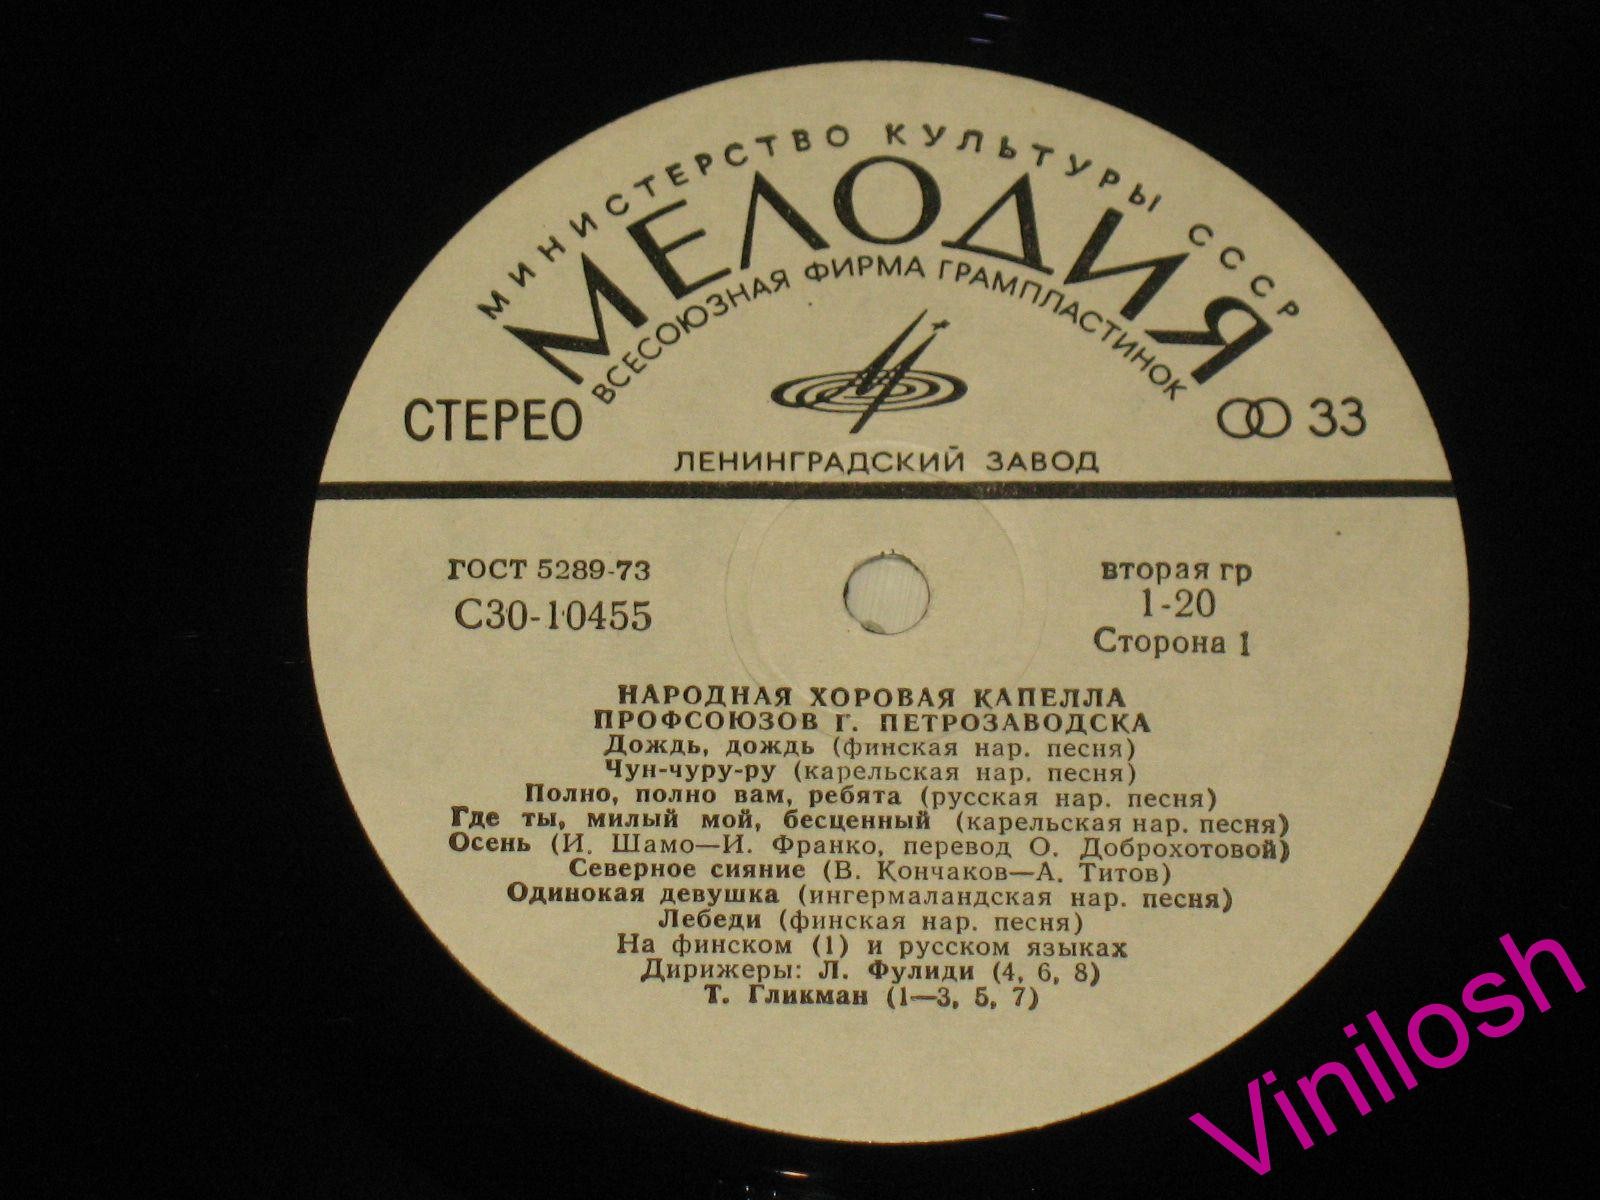 МИНИСТЕРСТВО КУЛЬТУРЫ СССР
МЕЛОДИЯ
ВСЕСОЮЗНАЯ ФИРМА ГРАМПЛАСТИНОК
СТЕРЕО
33
ЛЕНИНГРАДСКИЙ ЗАВОД
ГОСТ 5289-73
С30-10455
вторая гр
1-20
Сторона 1
НАРОДНАЯ ХОРОВАЯ КАПЕЛЛА
ПРОФСОЮЗОВ Г. ПЕТРОЗАВОДСКА
Дождь, дождь (финская нар. песня)
Чун-чуру-ру (карельская нар. песня)
Полно, полно вам, ребята (русская нар. песня)
Где ты, милый мой, бесценный (карельская нар. песня)
Осень (И. Шамо—И. Франко, перевод О. Доброхотовой)
Северное сияние (В. Кончаков—А. Титов)
Одинокая девушка (ингермаландская нар. песня)
Лебеди (финская нар. песня)
На финском (1) и русском языках
Дирижеры: Л. Фулиди (4, 6, 8)
Т. Гликман (1—3, 5, 7)
Vinilosh